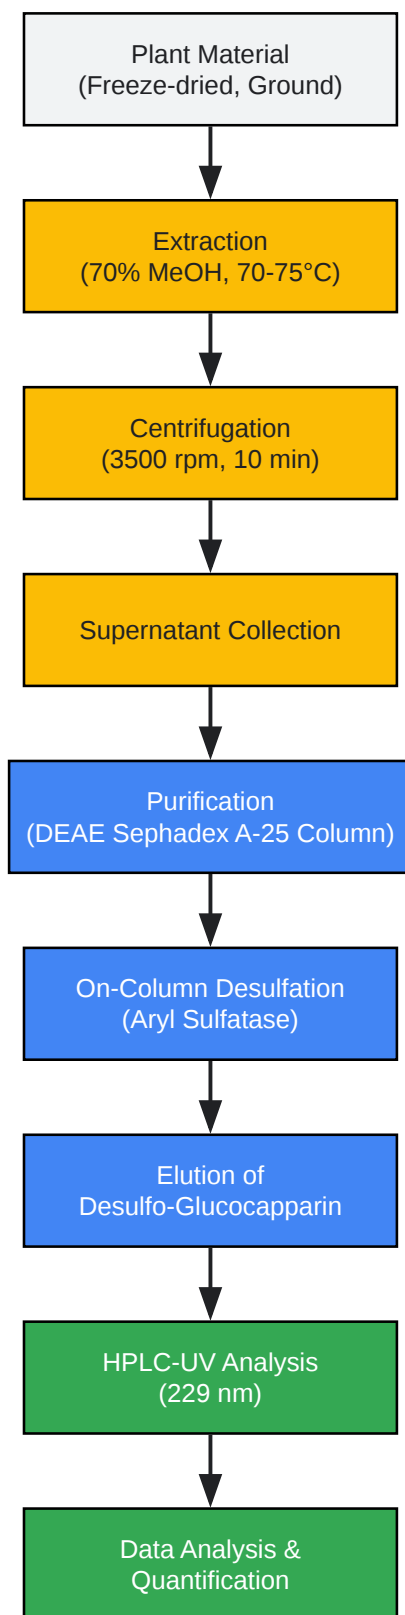 Plant Material
(Freeze-dried, Ground)
Extraction
(70% MeOH, 70-75°C)
Centrifugation
(3500 rpm, 10 min)
Supernatant Collection
Purification
(DEAE Sephadex A-25 Column)
On-Column Desulfation
(Aryl Sulfatase)
Elution of
Desulfo-Glucocapparin
HPLC-UV Analysis
(229 nm)
Data Analysis &
Quantification